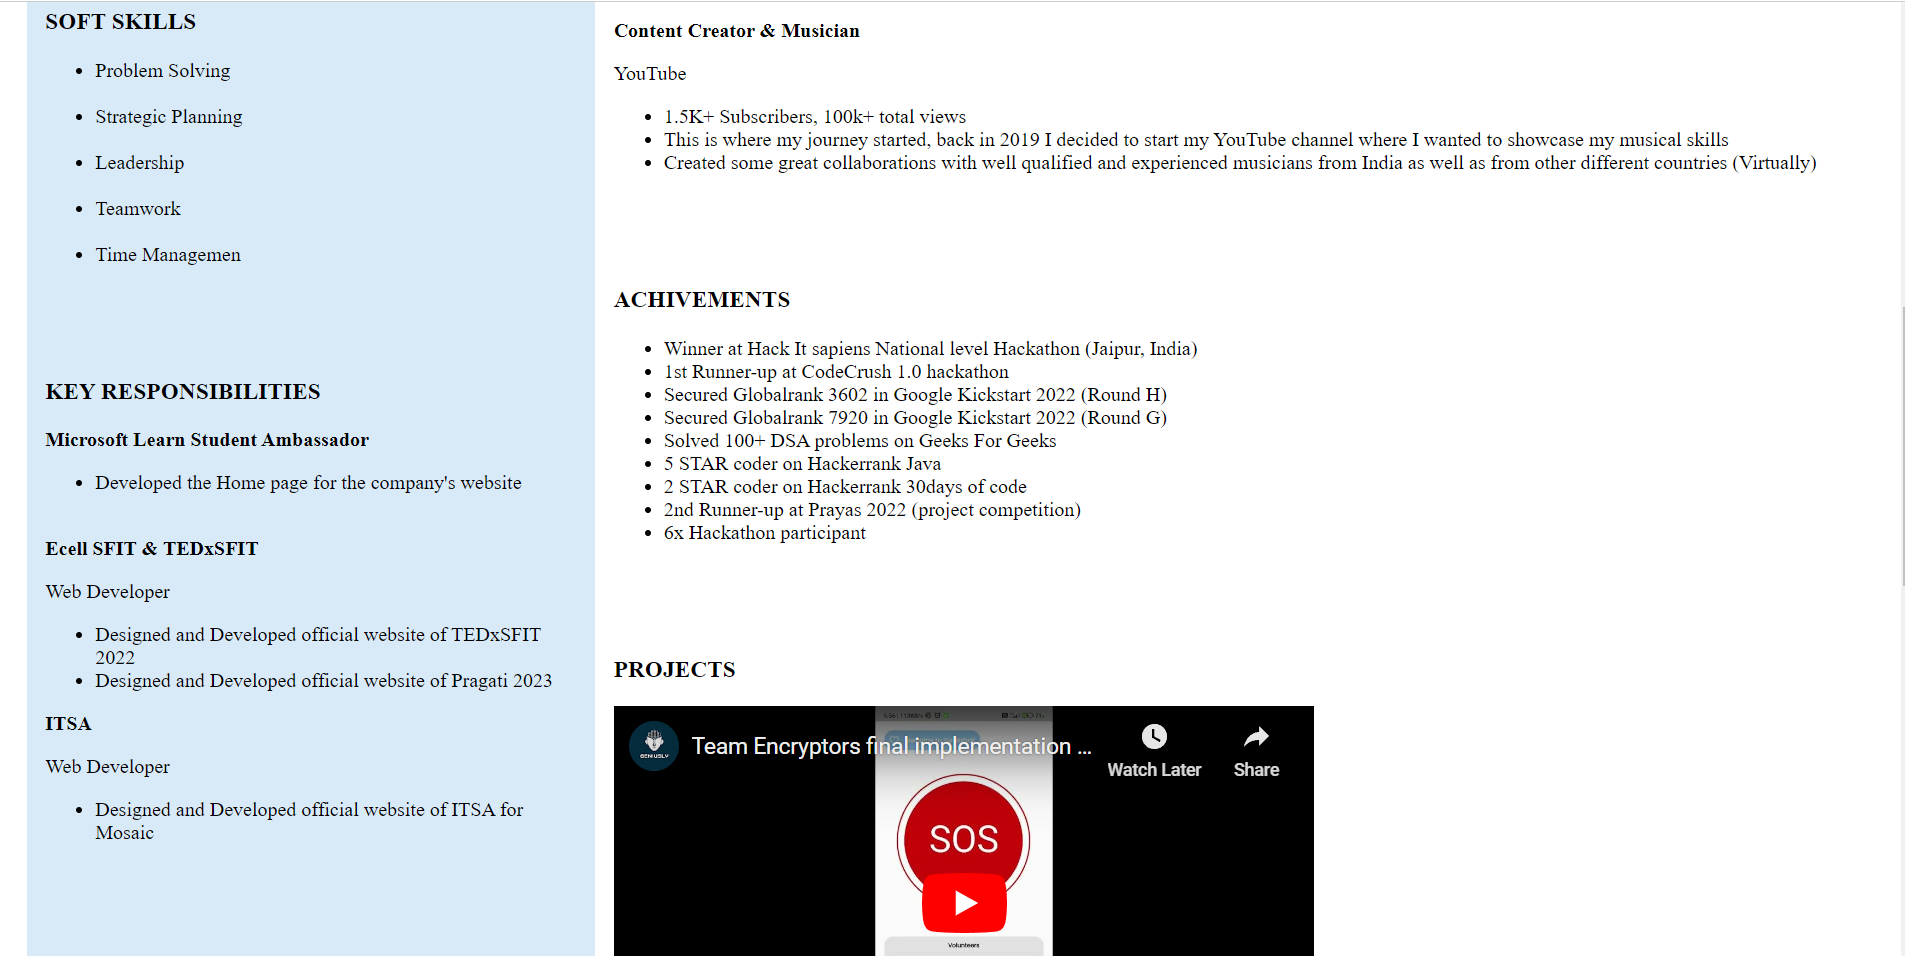 SOFT SKILLS
Problem Solving
Strategic Planning
Leadership
Teamwork
Time Managemen
KEY RESPONSIBILITIES
Microsoft Learn Student Ambassador
Developed the Home page for the company's website
Ecell SFIT & TEDxSFIT
Web Developer
Designed and Developed official website of TEDxSFIT
2022
Designed and Developed official website of Pragati 2023
ITSA
Web Developer
Designed and Developed official website of ITSA for
Mosaic
Content Creator & Musician
YouTube
1.5K+ Subscribers, 100k+ total views
This is where my journey started, back in 2019 I decided to start my YouTube channel where I wanted to showcase my musical skills
Created some great collaborations with well qualified and experienced musicians from India as well as from other different countries (Virtually)
ACHIVEMENTS
Winner at Hack It sapiens National level Hackathon (Jaipur, India)
1st Runner-up at CodeCrush 1.0 hackathon
Secured Globalrank 3602 in Google Kickstart 2022 (Round H)
Secured Globalrank 7920 in Google Kickstart 2022 (Round G)
Solved 100+ DSA problems on Geeks For Geeks
5 STAR coder on Hackerrank Java
2 STAR coder on Hackerrank 30days of code
2nd Runner-up at Prayas 2022 (project competition)
6x Hackathon participant
PROJECTS
GENIUSLY
Team Encryptors final implementation ...
Watch Later
Share
SOS
Volunteers